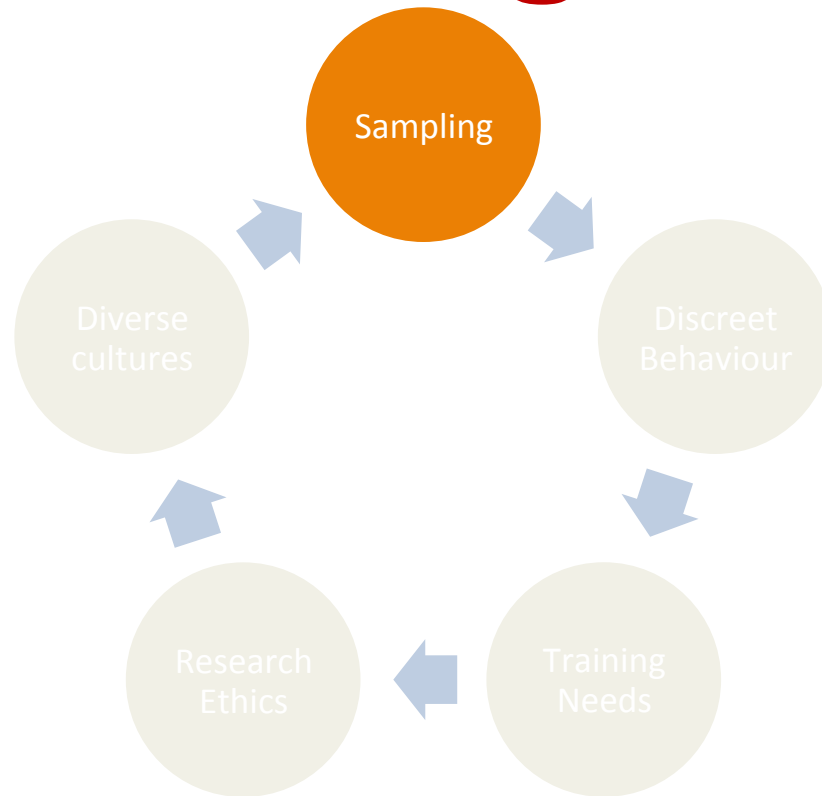 Sampling
Discreet
Behaviour
Training
Needs
Research
Ethics
Diverse
cultures